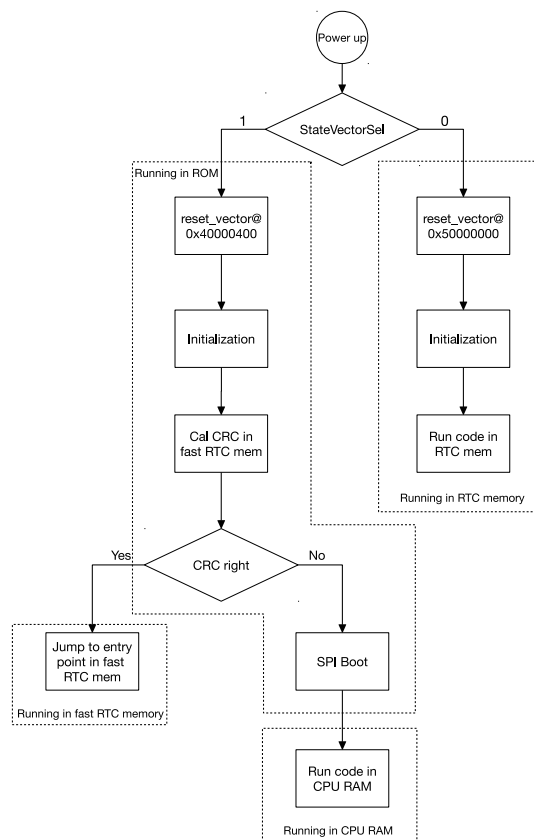 Power up
StateVectorSel
1
0
Running in ROM
reset_vector@
0x40000400
reset_vector@
0x50000000
Initialization
Initialization
Cal CRC in
fast RTC mem
Run code in
RTC mem
Running in RTC memory
Yes
CRC right
No
Jump to entry
point in fast
RTC mem
SPI Boot
Running in fast RTC memory
Run code in
CPU RAM
Running in CPU RAM